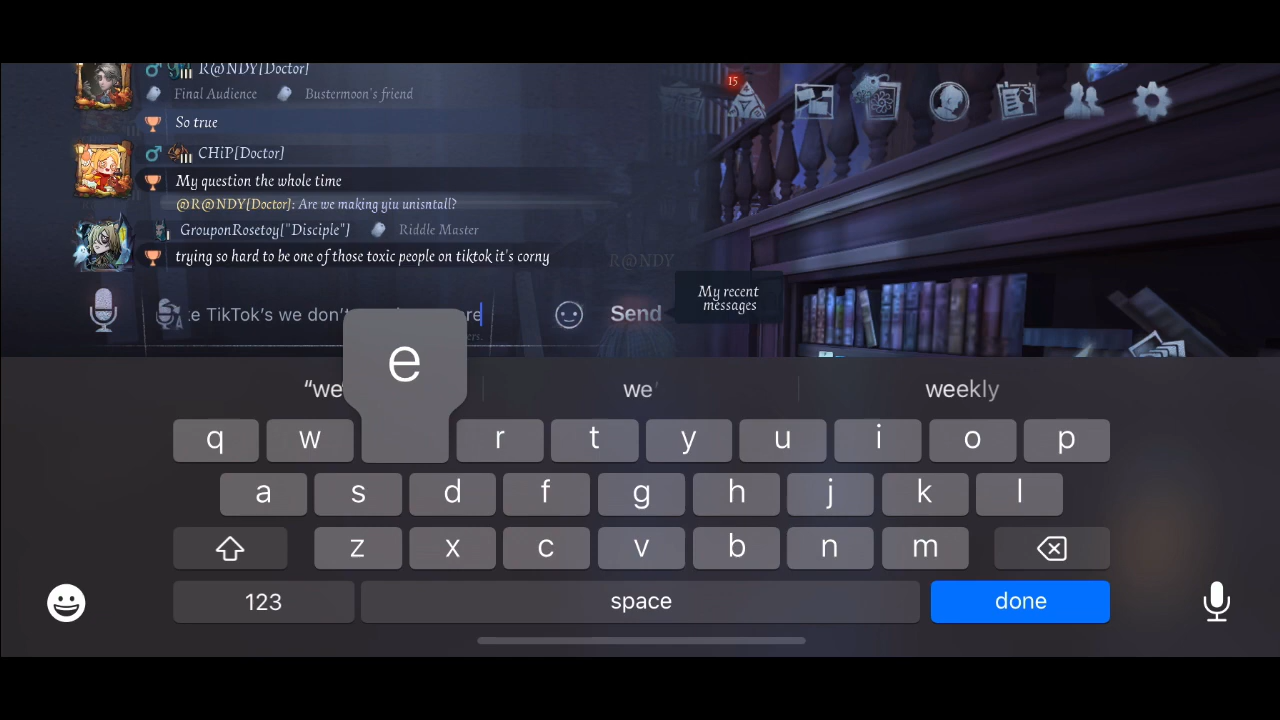 R@NDY[Doctor]
Final Audience Bustermoon's friend
So true
CHiP[Doctor]
My question the whole time
@R@NDY[Doctor]: Are we making yiu unisntall?
GrouponRosetoy["Disciple"] Riddle Master
trying so hard to be one of those toxic people on tiktok it's corny
R@NDY
15
My recent
messages
TikTok's we don't
Send
"we
we'
weekly
e
q w r t y u i o p
a s d f g h j k l
z x c v b n m
123 space done